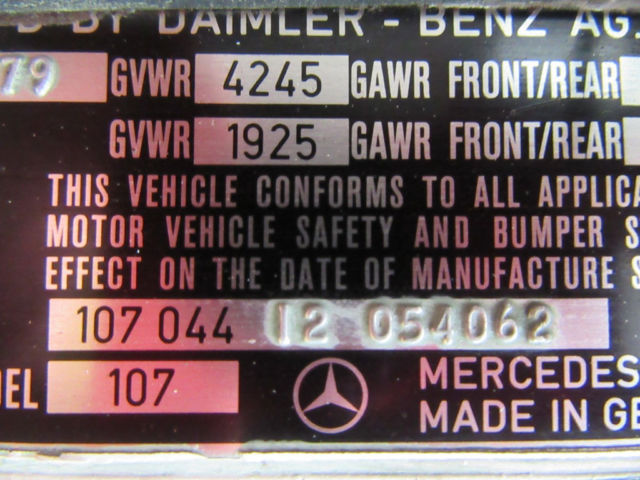 BY DAIMLER - BENZ AG.
79 GVWR 4245 GAWR FRONT/REAR
GVWR 1925 GAWR FRONT/REAR
THIS VEHICLE CONFORMS TO ALL APPLICA
MOTOR VEHICLE SAFETY AND BUMPER S
EFFECT ON THE DATE OF MANUFACTURE S
107 044 12 054062
DEL 107 MERCEDES
MADE IN GE